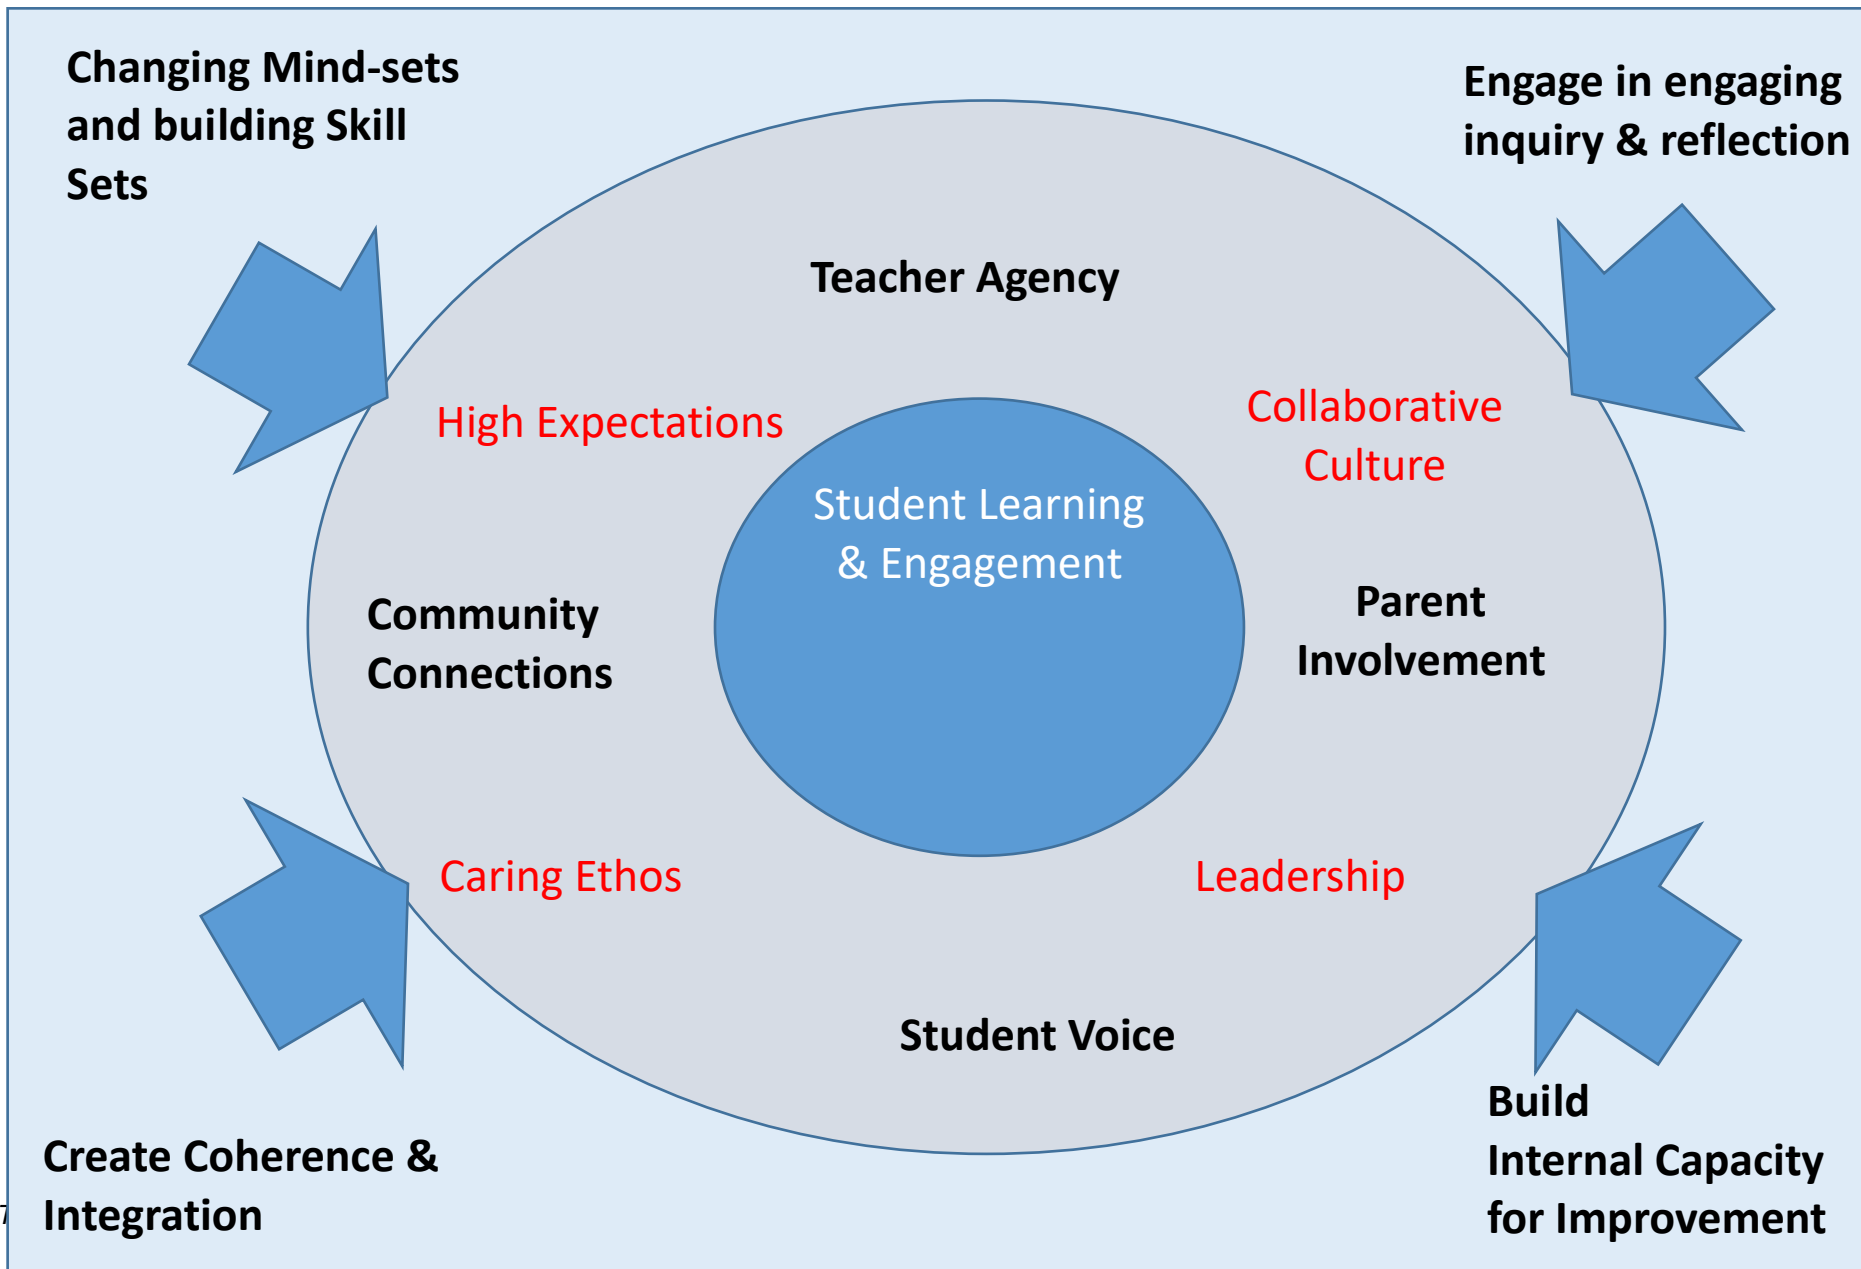 Changing Mind-sets
and building Skill
Sets
Engage in engaging
inquiry & reflection
Teacher Agency
High Expectations
Collaborative
Culture
Student Learning
& Engagement
Community
Connections
Parent
Involvement
Caring Ethos
Leadership
Student Voice
Create Coherence &
Integration
Build
Internal Capacity
for Improvement